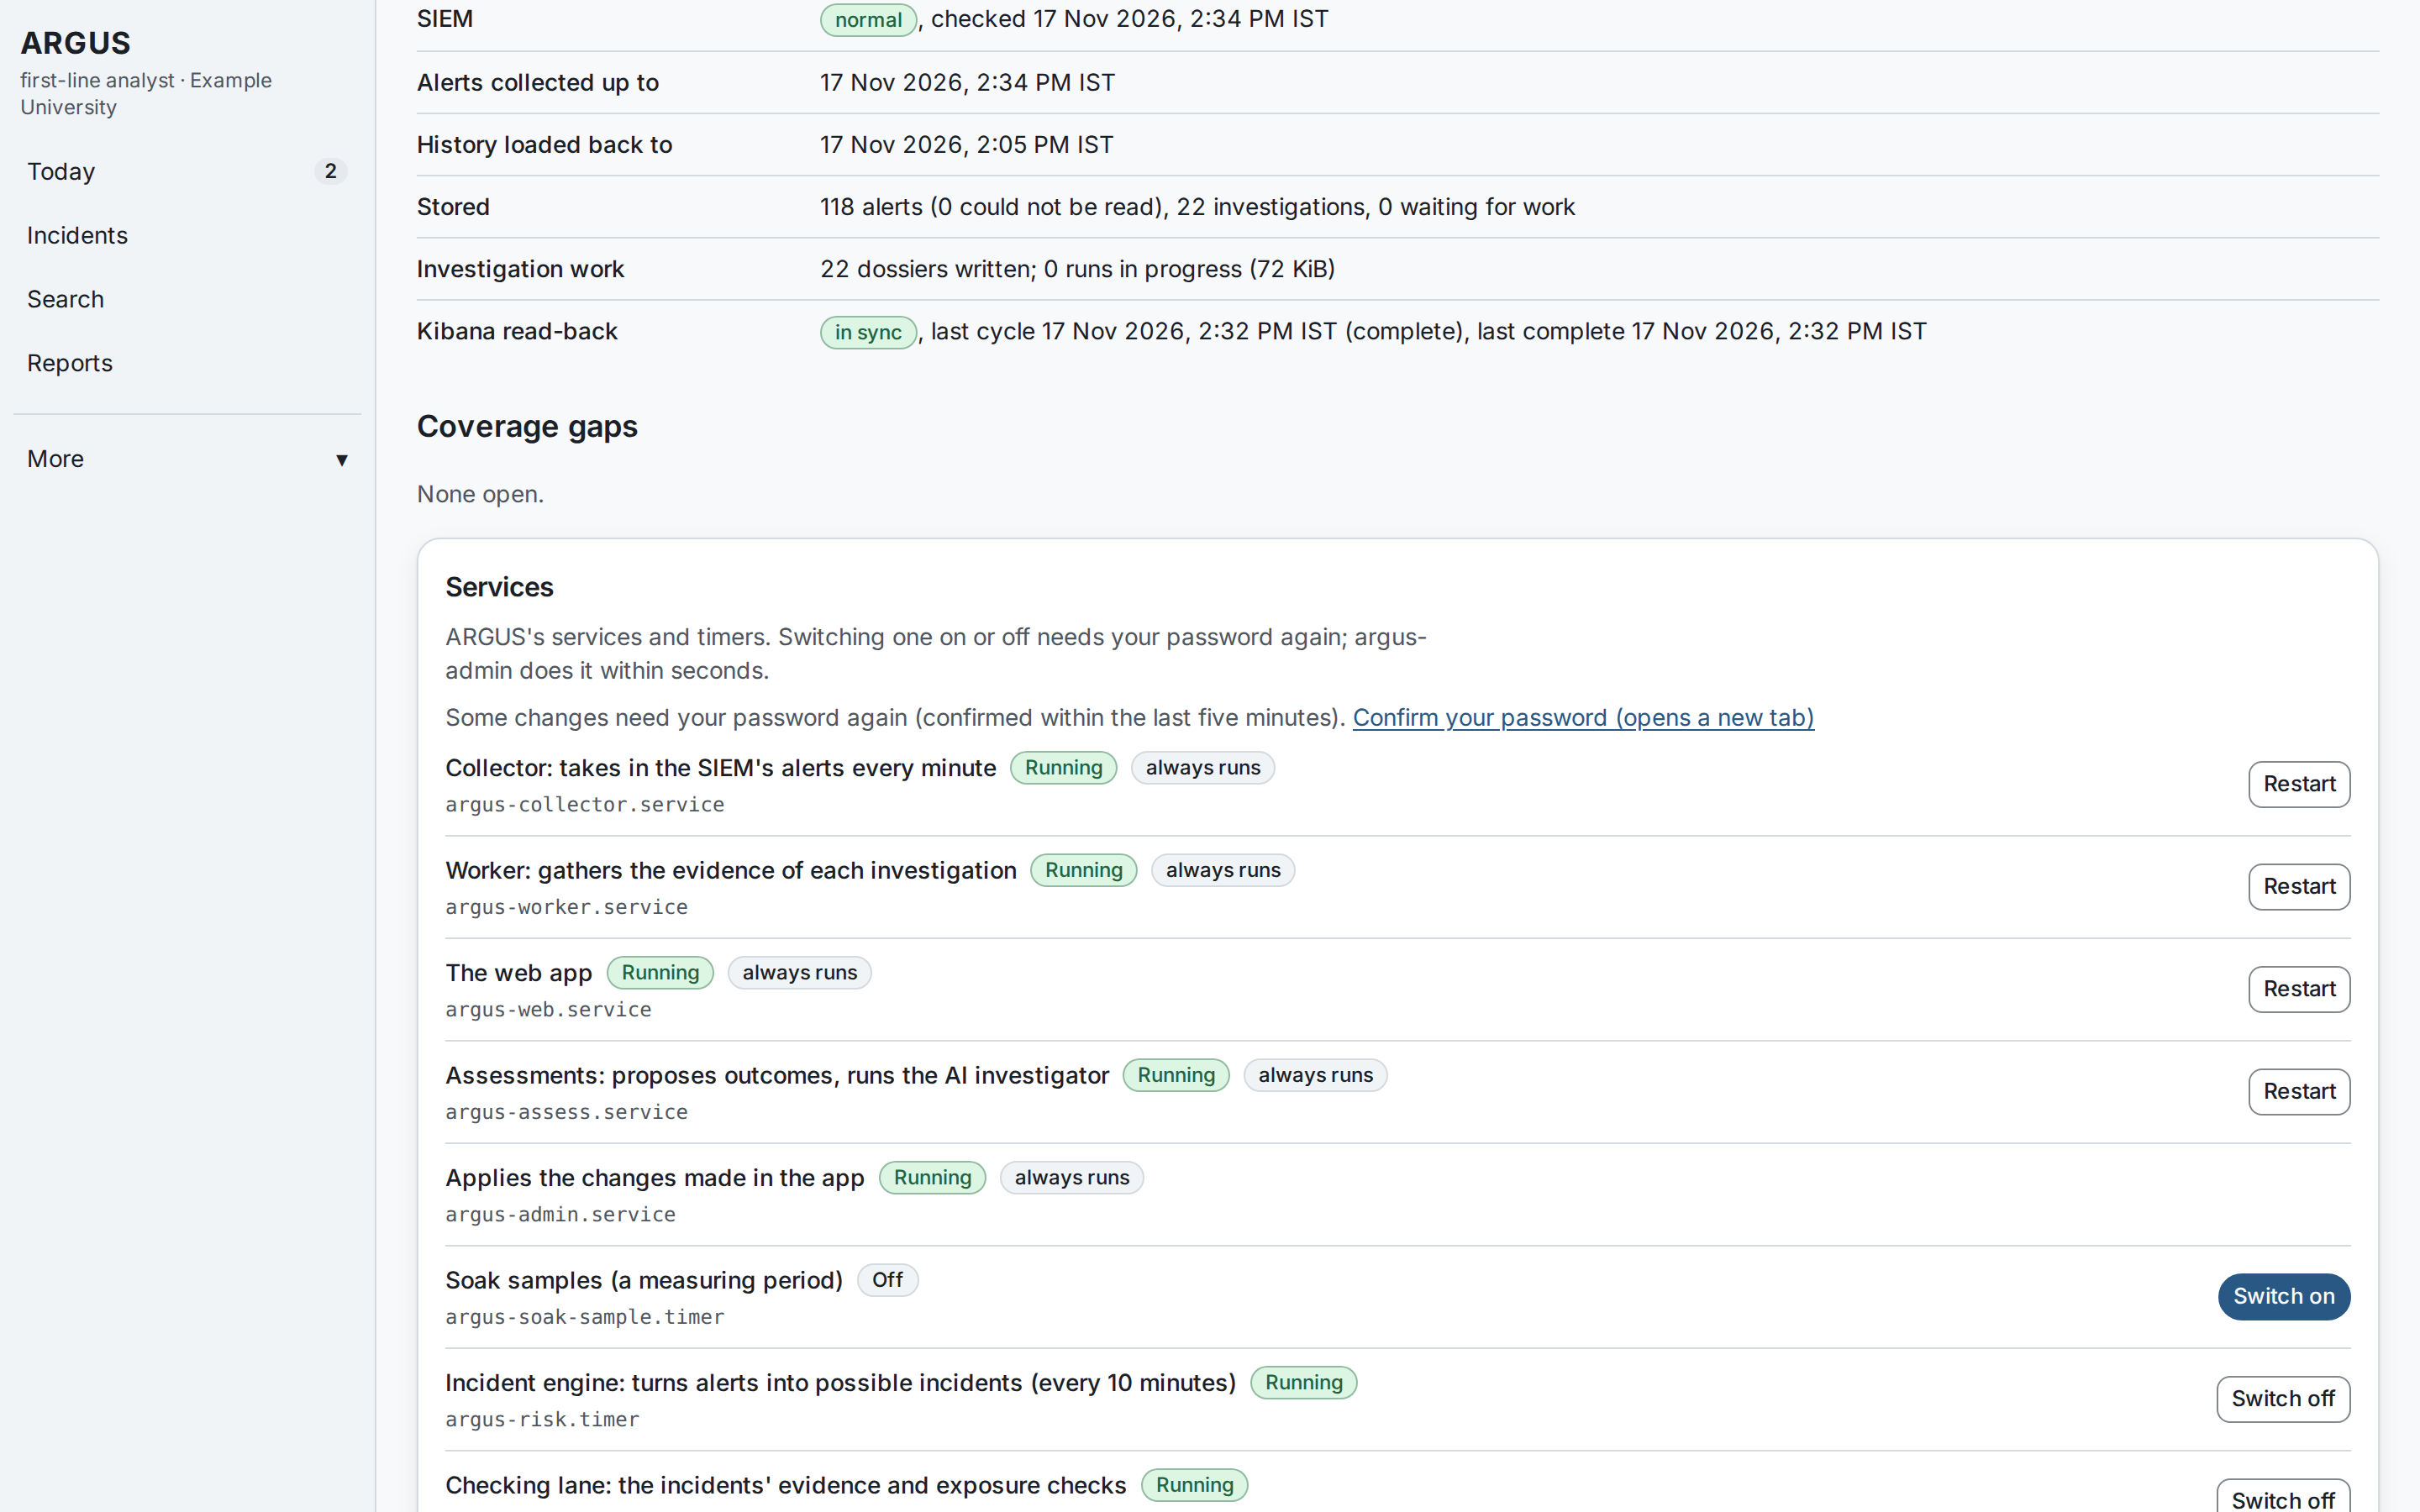 ARGUS
first-line analyst · Example
University
Today 2
Incidents
Search
Reports
More ▼
SIEM normal, checked 17 Nov 2026, 2:34 PM IST
Alerts collected up to 17 Nov 2026, 2:34 PM IST
History loaded back to 17 Nov 2026, 2:05 PM IST
Stored 118 alerts (0 could not be read), 22 investigations, 0 waiting for work
Investigation work 22 dossiers written; 0 runs in progress (72 KiB)
Kibana read-back in sync, last cycle 17 Nov 2026, 2:32 PM IST (complete), last complete 17 Nov 2026, 2:32 PM IST
Coverage gaps
None open.
Services
ARGUS's services and timers. Switching one on or off needs your password again; argus-
admin does it within seconds.
Some changes need your password again (confirmed within the last five minutes). Confirm your password (opens a new tab)
Collector: takes in the SIEM's alerts every minute Running always runs
argus-collector.service
Restart
Worker: gathers the evidence of each investigation Running always runs
argus-worker.service
Restart
The web app Running always runs
argus-web.service
Restart
Assessments: proposes outcomes, runs the AI investigator Running always runs
argus-assess.service
Restart
Applies the changes made in the app Running always runs
argus-admin.service
Soak samples (a measuring period) Off
argus-soak-sample.timer
Switch on
Incident engine: turns alerts into possible incidents (every 10 minutes) Running
argus-risk.timer
Switch off
Checking lane: the incidents' evidence and exposure checks Running
Switch off